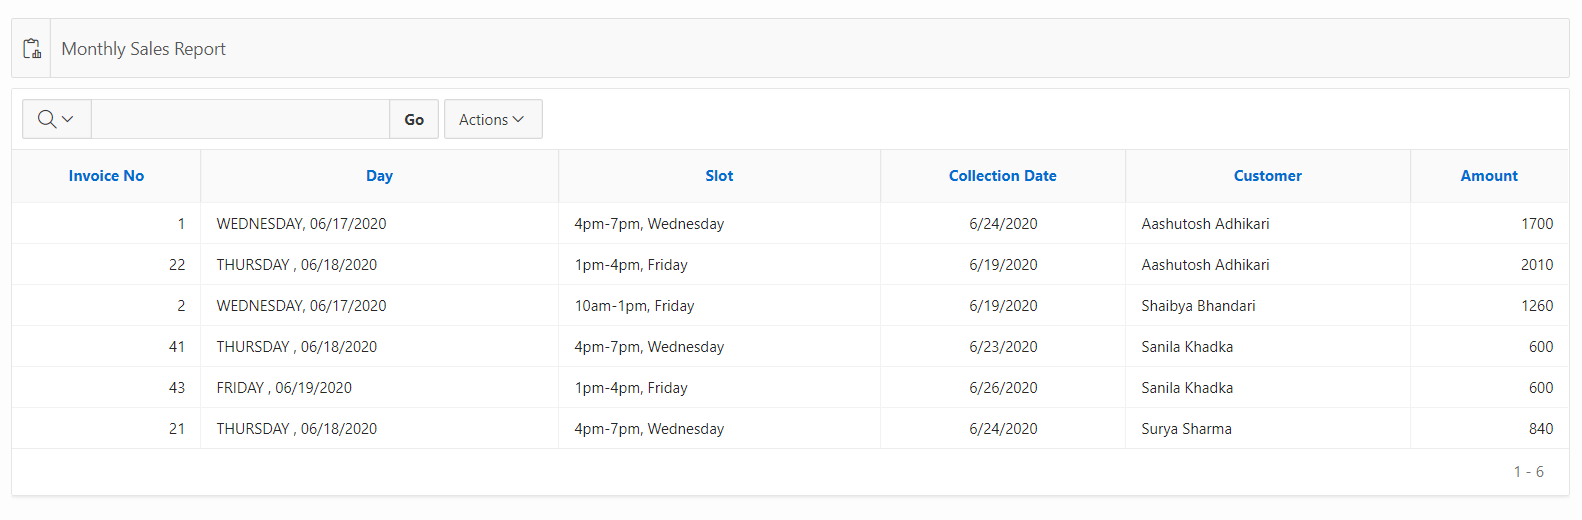 Monthly Sales Report
Go Actions
Invoice No Day Slot Collection Date Customer Amount
1 WEDNESDAY, 06/17/2020 4pm-7pm, Wednesday 6/24/2020 Aashutosh Adhikari 1700
22 THURSDAY , 06/18/2020 1pm-4pm, Friday 6/19/2020 Aashutosh Adhikari 2010
2 WEDNESDAY, 06/17/2020 10am-1pm, Friday 6/19/2020 Shaibya Bhandari 1260
41 THURSDAY , 06/18/2020 4pm-7pm, Wednesday 6/23/2020 Sanila Khadka 600
43 FRIDAY , 06/19/2020 1pm-4pm, Friday 6/26/2020 Sanila Khadka 600
21 THURSDAY , 06/18/2020 4pm-7pm, Wednesday 6/24/2020 Surya Sharma 840
1 - 6